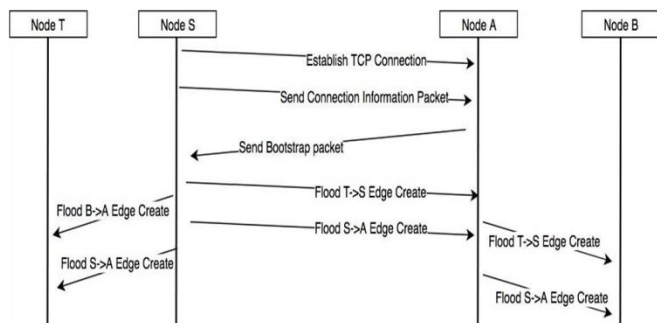 Node T
Node S
Node A
Node B
Establish TCP Connection
Send Connection Information Packet
Send Bootstrap packet
Flood T->S Edge Create
Flood B->A Edge Create
Flood S->A Edge Create
Flood T->S Edge Create
Flood S->A Edge Create
Flood S->A Edge Create